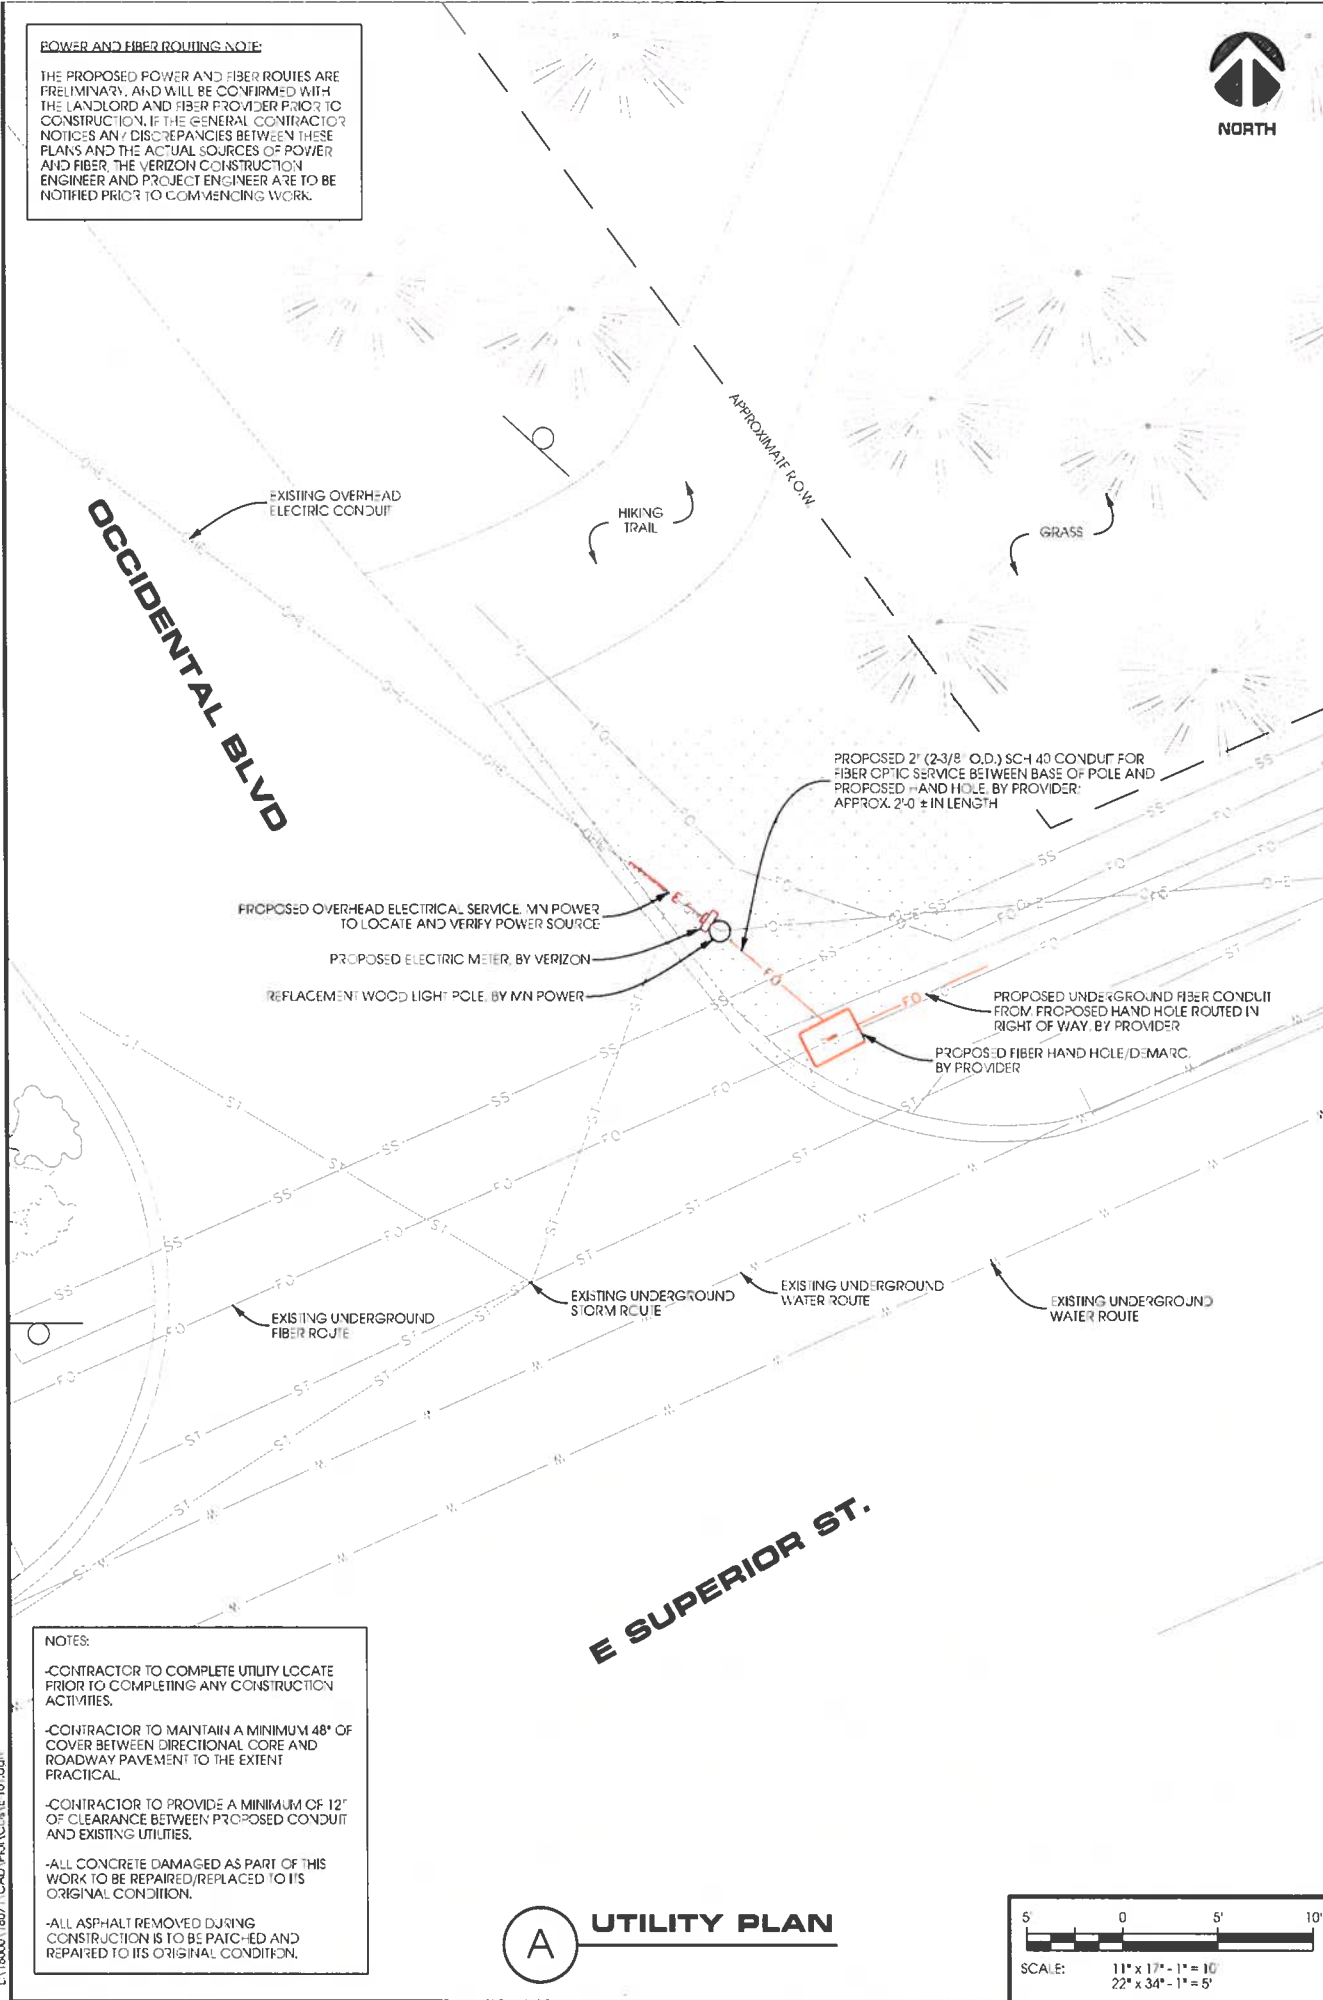 POWER AND FIBER ROUTING NOTE:
THE PROPOSED POWER AND FIBER ROUTES ARE
PRELIMINARY, AND WILL BE CONFIRMED WITH
THE LANDLORD AND FIBER PROVIDER PRIOR TO
CONSTRUCTION. IF THE GENERAL CONTRACTOR
NOTICES ANY DISCREPANCIES BETWEEN THESE
PLANS AND THE ACTUAL SOURCES OF POWER
AND FIBER, THE VERIZON CONSTRUCTION
ENGINEER AND PROJECT ENGINEER ARE TO BE
NOTIFIED PRIOR TO COMMENCING WORK.
NORTH
APPROXIMATE R.O.W.
EXISTING OVERHEAD
ELECTRIC CONDUIT
HIKING
TRAIL
GRASS
OCCIDENTAL BLVD
PROPOSED 2" (2-3/8" O.D.) SCH 40 CONDUIT FOR
FIBER OPTIC SERVICE BETWEEN BASE OF POLE AND
PROPOSED HAND HOLE, BY PROVIDER;
APPROX. 2'-0 ± IN LENGTH
PROPOSED OVERHEAD ELECTRICAL SERVICE. MN POWER
TO LOCATE AND VERIFY POWER SOURCE
PROPOSED ELECTRIC METER, BY VERIZON
REPLACEMENT WOOD LIGHT POLE, BY MN POWER
E
FO
FO
PROPOSED UNDERGROUND FIBER CONDUIT
FROM PROPOSED HAND HOLE ROUTED IN
RIGHT OF WAY, BY PROVIDER
PROPOSED FIBER HAND HOLE/DEMARC,
BY PROVIDER
EXISTING UNDERGROUND
FIBER ROUTE
EXISTING UNDERGROUND
STORM ROUTE
EXISTING UNDERGROUND
WATER ROUTE
EXISTING UNDERGROUND
WATER ROUTE
E SUPERIOR ST.
NOTES:
-CONTRACTOR TO COMPLETE UTILITY LOCATE
PRIOR TO COMPLETING ANY CONSTRUCTION
ACTIVITIES.
-CONTRACTOR TO MAINTAIN A MINIMUM 48" OF
COVER BETWEEN DIRECTIONAL CORE AND
ROADWAY PAVEMENT TO THE EXTENT
PRACTICAL.
-CONTRACTOR TO PROVIDE A MINIMUM OF 12"
OF CLEARANCE BETWEEN PROPOSED CONDUIT
AND EXISTING UTILITIES.
-ALL CONCRETE DAMAGED AS PART OF THIS
WORK TO BE REPAIRED/REPLACED TO ITS
ORIGINAL CONDITION.
-ALL ASPHALT REMOVED DURING
CONSTRUCTION IS TO BE PATCHED AND
REPAIRED TO ITS ORIGINAL CONDITION.
A UTILITY PLAN
5' 0 5' 10'
SCALE: 11" x 17" - 1" = 10'
22" x 34" - 1" = 5'